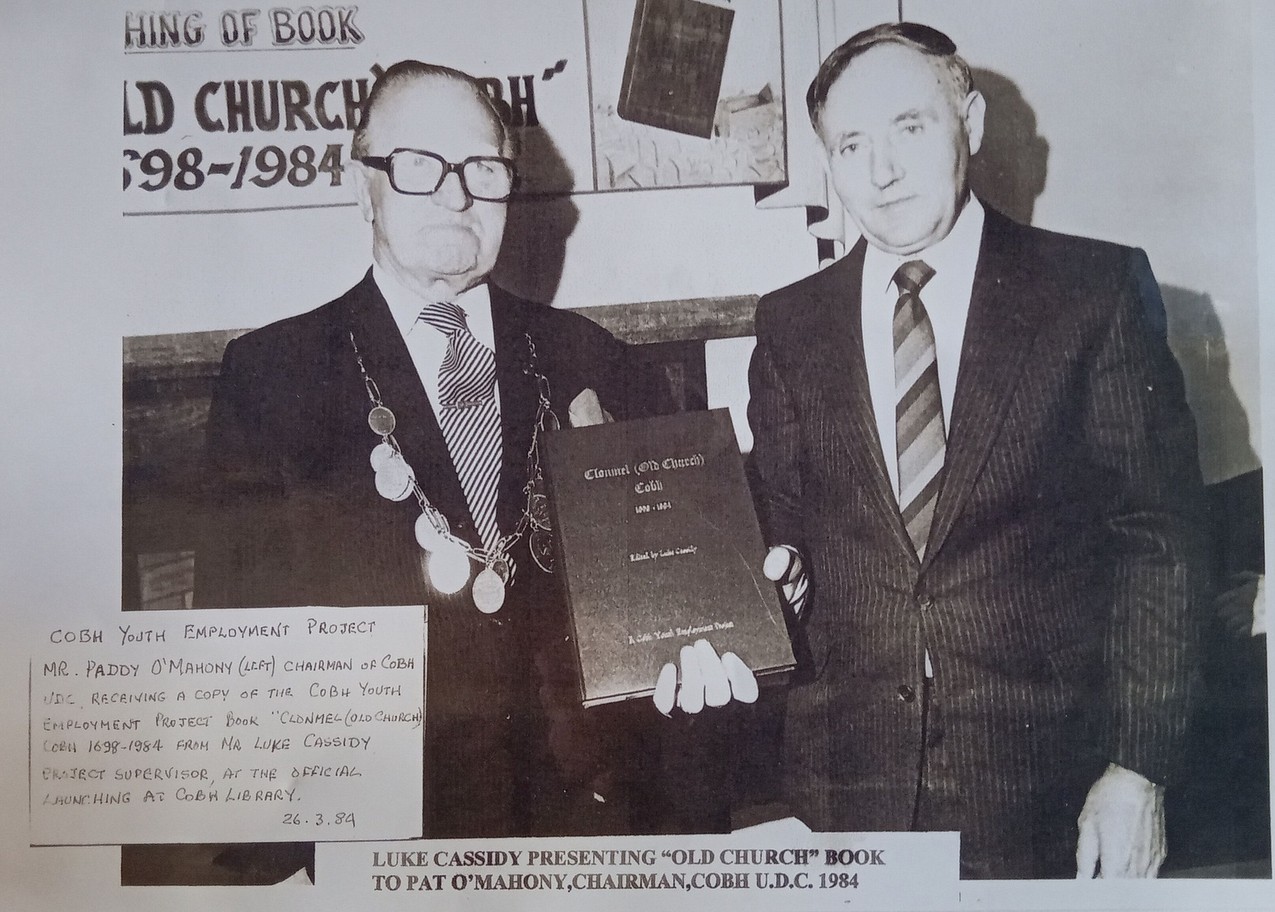 HING OF BOOK
LD CHURCH, COBH"
698-1984
Clonmel (Old Church)
Cobh
Edited by Luke Cassidy
A Cobh Youth Employment Project
COBH YOUTH EMPLOYMENT PROJECT
MR. PADDY O'MAHONY (LEFT) CHAIRMAN OF COBH
UDC RECEIVING A COPY OF THE COBH YOUTH
EMPLOYMENT PROJECT BOOK "CLONMEL (OLD CHURCH)
COBH 1698-1984 FROM MR LUKE CASSIDY
PROJECT SUPERVISOR, AT THE OFFICIAL
LAUNCHING AT COBH LIBRARY.
26.3.84
LUKE CASSIDY PRESENTING "OLD CHURCH" BOOK
TO PAT O'MAHONY,CHAIRMAN,COBH U.D.C. 1984